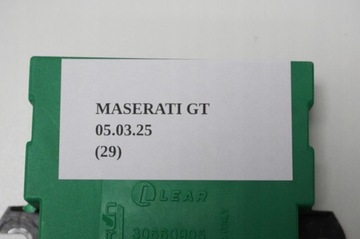 MASERATI GT
05.03.25
(29)
LEAR